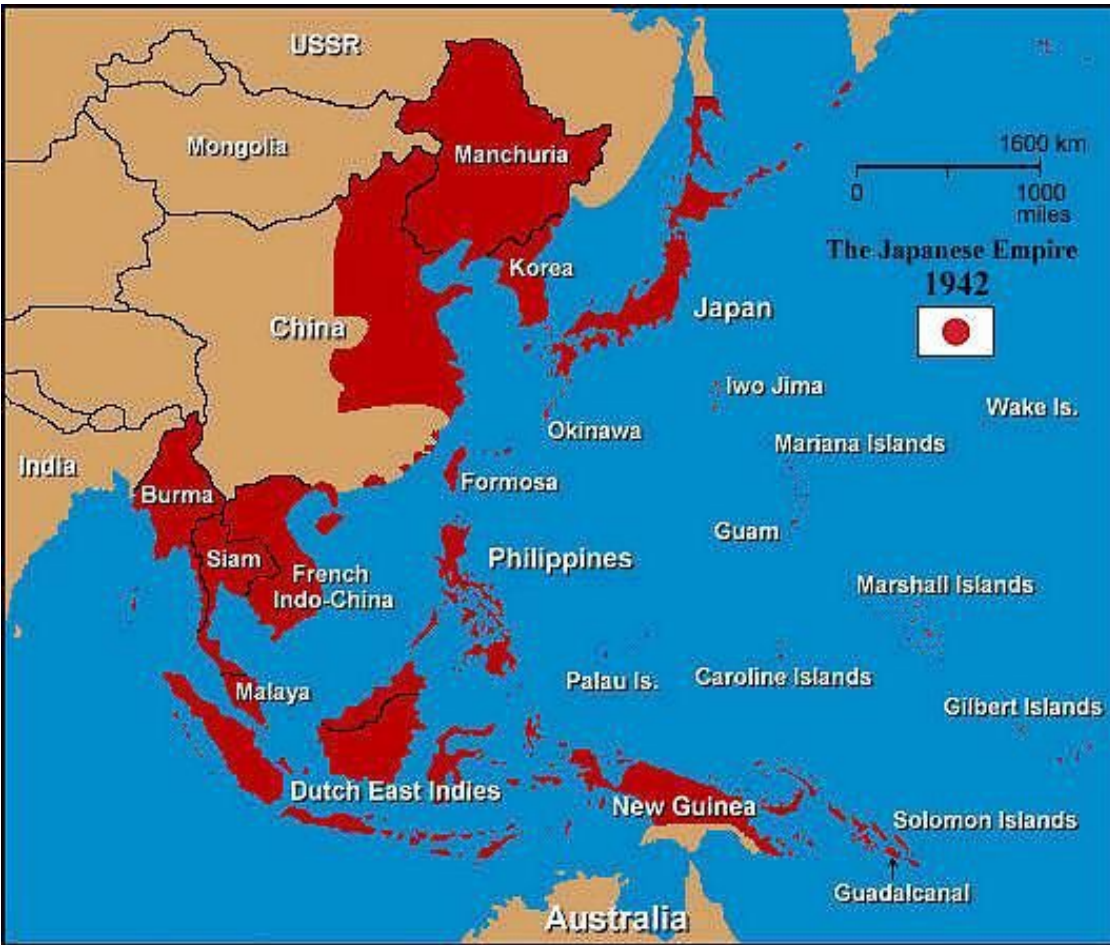 USSR
Mongolia
Manchuria
1600 km
0
1000
miles
The Japanese Empire
1942
Korea
Japan
China
Iwo Jima
Wake Is.
Okinawa
Mariana Islands
India
Burma
Formosa
Guam
Siam
Philippines
French
Indo-China
Marshall Islands
Malaya
Palau Is.
Caroline Islands
Gilbert Islands
Dutch East Indies
New Guinea
Solomon Islands
Guadalcanal
Australia